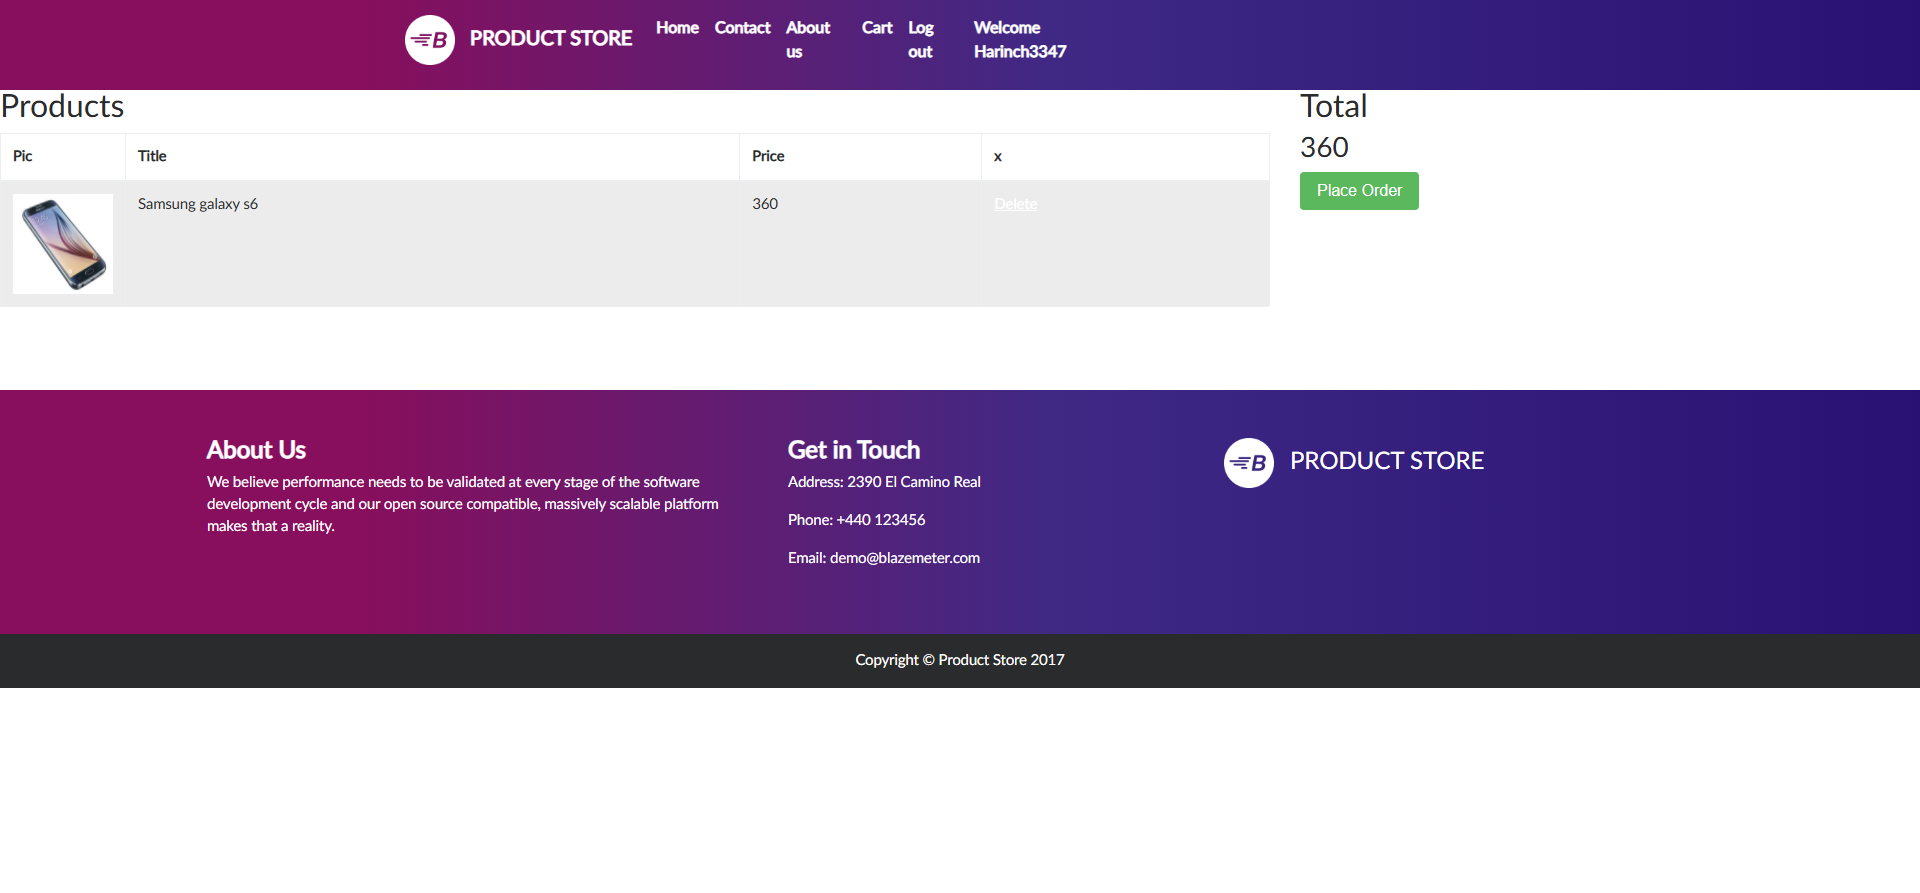 B PRODUCT STORE Home Contact About us Cart Log out Welcome Harinch3347
Products
Total
360
Place Order
Pic Title Price x
Samsung galaxy s6 360 Delete
About Us
We believe performance needs to be validated at every stage of the software
development cycle and our open source compatible, massively scalable platform
makes that a reality.
Get in Touch
Address: 2390 El Camino Real
Phone: +440 123456
Email: demo@blazemeter.com
B PRODUCT STORE
Copyright © Product Store 2017